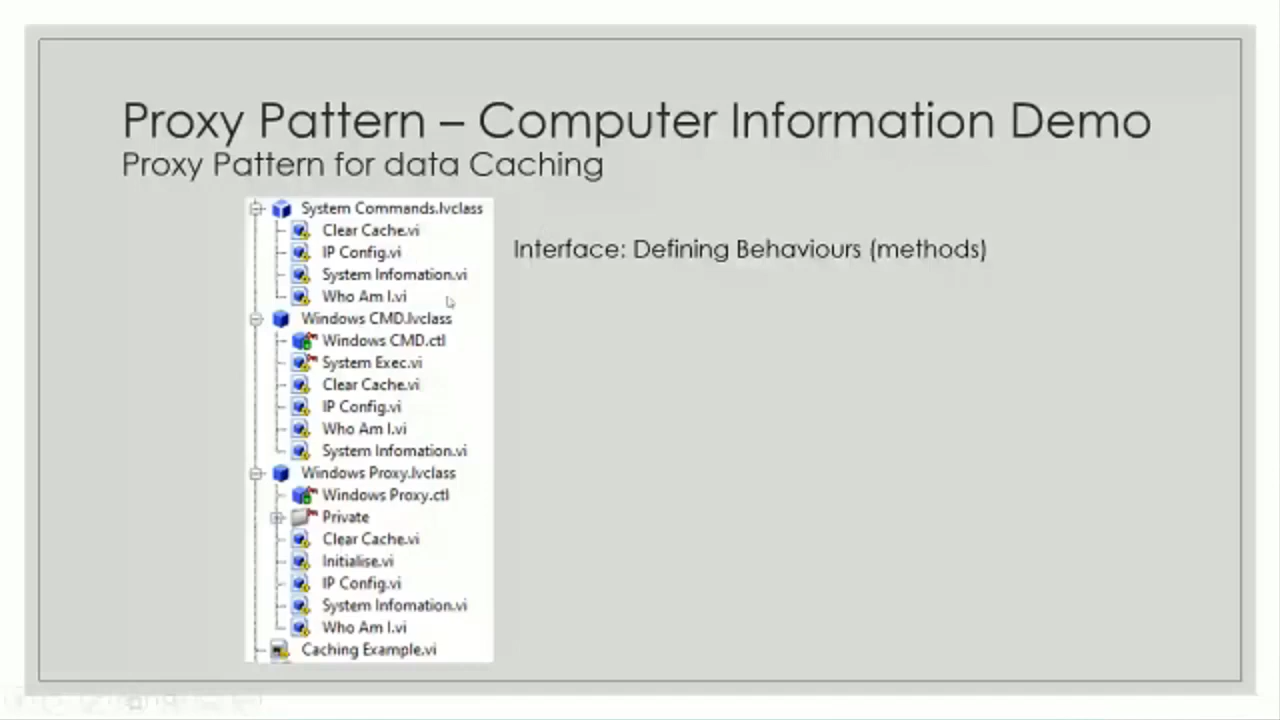 Proxy Pattern – Computer Information Demo
Proxy Pattern for data Caching
System Commands.lvclass
Clear Cache.vi
IP Config.vi
System Infomation.vi
Who Am I.vi
Windows CMD.lvclass
Windows CMD.ctl
System Exec.vi
Clear Cache.vi
IP Config.vi
Who Am I.vi
System Infomation.vi
Windows Proxy.lvclass
Windows Proxy.ctl
Private
Clear Cache.vi
Initialise.vi
IP Config.vi
System Infomation.vi
Who Am I.vi
Caching Example.vi
Interface: Defining Behaviours (methods)